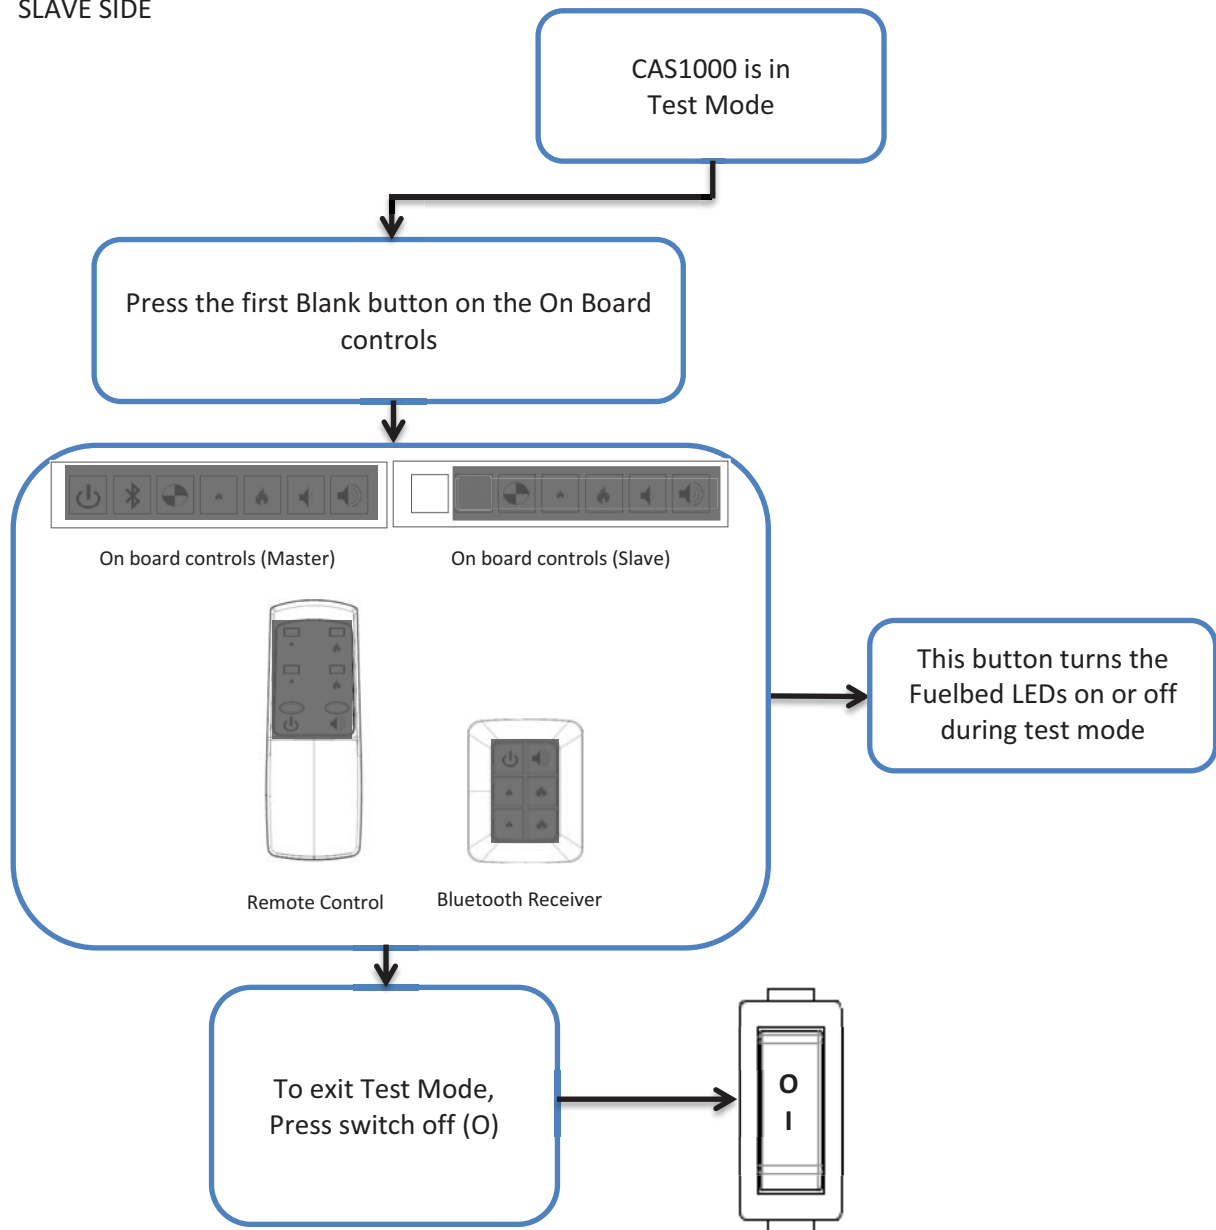 SLAVE SIDE
CAS1000 is in
Test Mode
Press the first Blank button on the On Board
controls
On board controls (Master)
On board controls (Slave)
This button turns the
Fuelbed LEDs on or off
during test mode
Remote Control
Bluetooth Receiver
To exit Test Mode,
Press switch off (O)
O
I